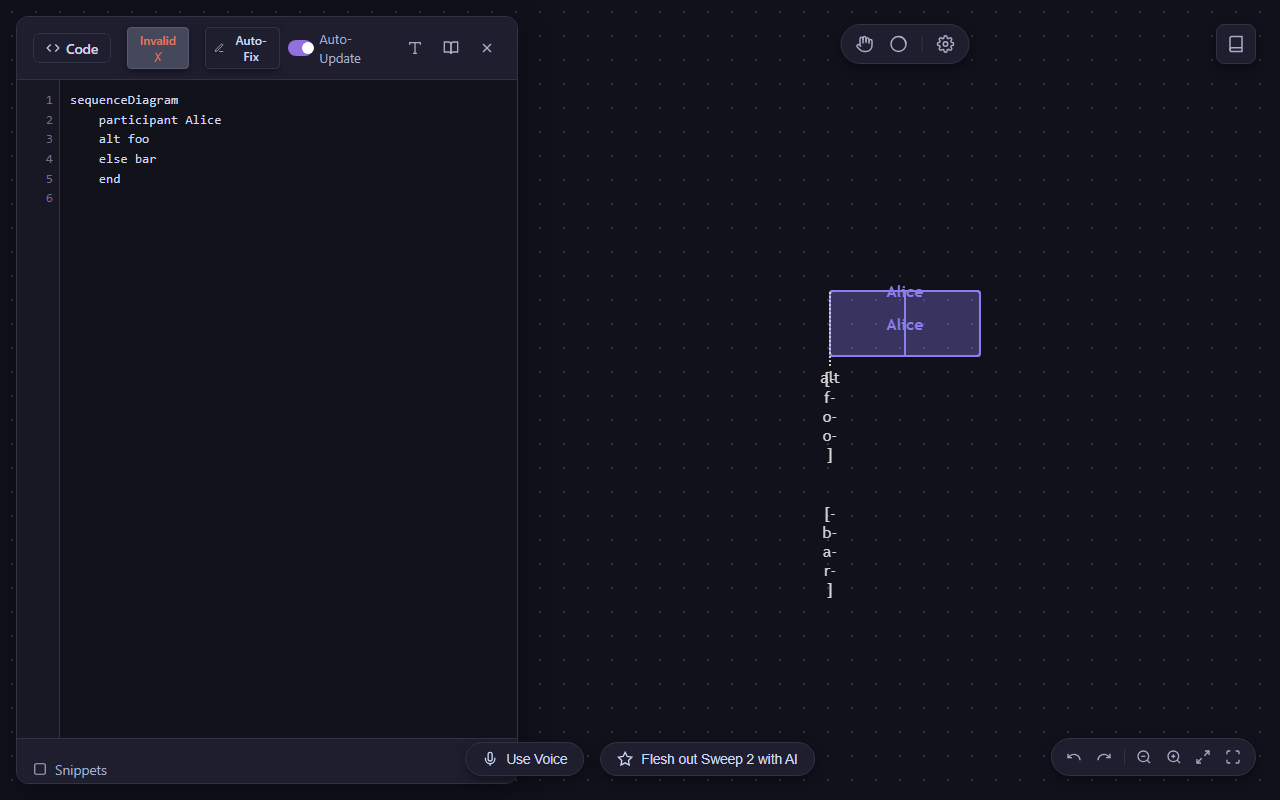 Code
Invalid
X
Auto-
Fix
Auto-
Update
1
sequenceDiagram
2
participant Alice
3
alt foo
4
else bar
5
end
6
Snippets
Alice
Alice
alt
[
f-
o-
o-
]
[-
b-
a-
r-
]
Use Voice
Flesh out Sweep 2 with AI